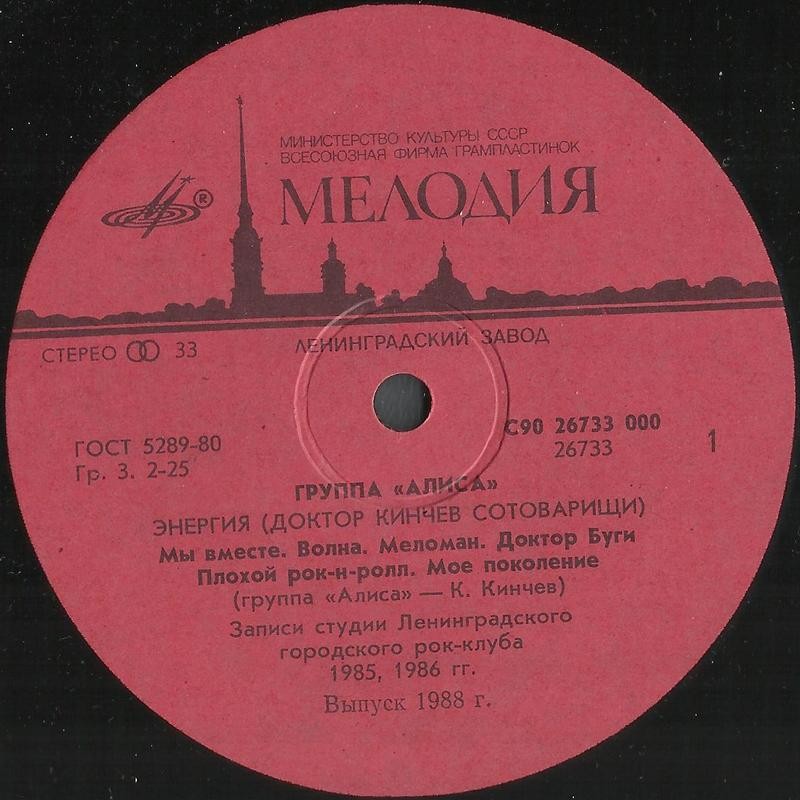 МИНИСТЕРСТВО КУЛЬТУРЫ СССР
ВСЕСОЮЗНАЯ ФИРМА ГРАМПЛАСТИНОК
МЕЛОДИЯ
®
СТЕРЕО 33
ЛЕНИНГРАДСКИЙ ЗАВОД
ГОСТ 5289-80
Гр. 3. 2-25
С90 26733 000
26733
1
ГРУППА «АЛИСА»
ЭНЕРГИЯ (ДОКТОР КИНЧЕВ СОТОВАРИЩИ)
Мы вместе. Волна. Меломан. Доктор Буги
Плохой рок-н-ролл. Мое поколение
(группа «Алиса» — К. Кинчев)
Записи студии Ленинградского
городского рок-клуба
1985, 1986 гг.
Выпуск 1988 г.